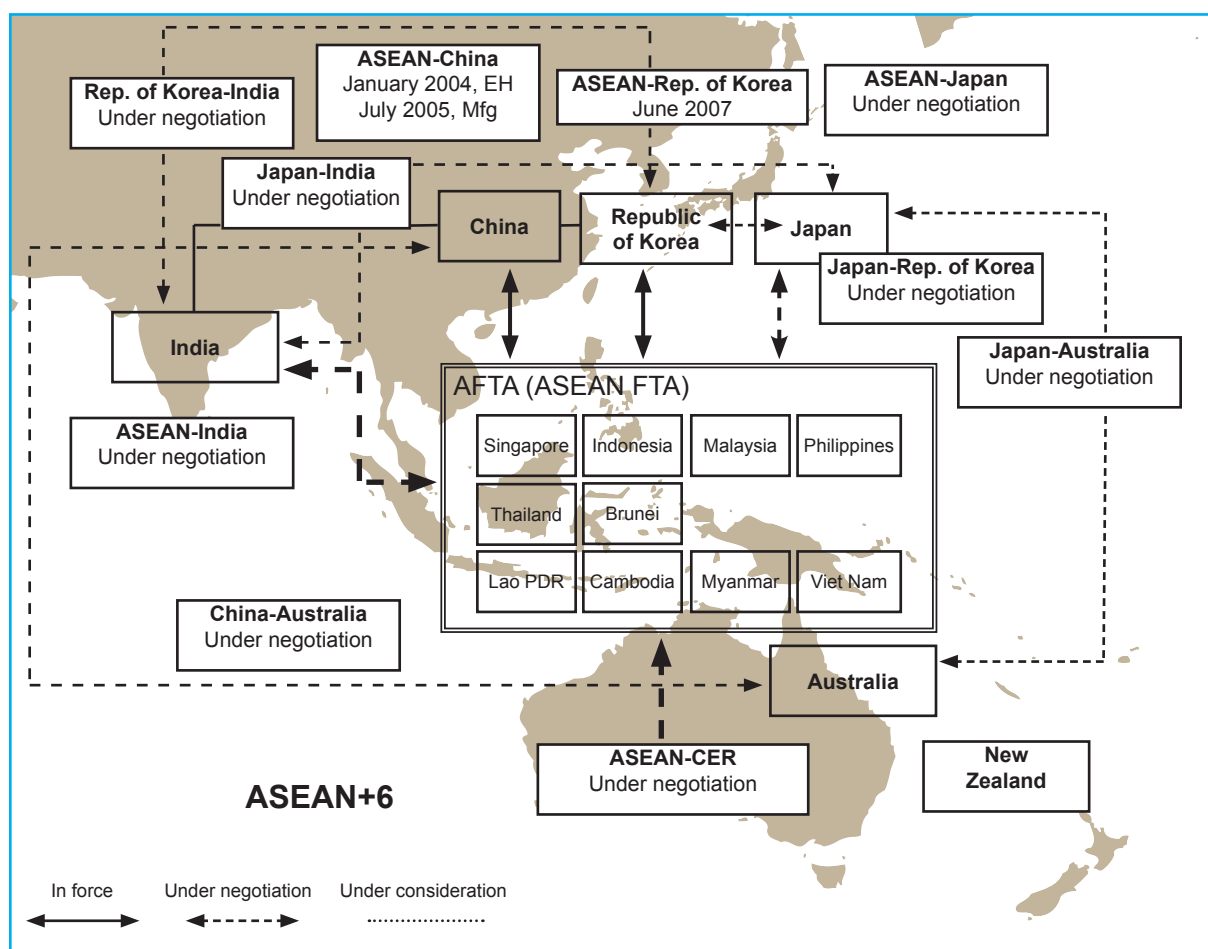 ASEAN-China
January 2004, EH
July 2005, Mfg
Rep. of Korea-India
Under negotiation
ASEAN-Rep. of Korea
June 2007
ASEAN-Japan
Under negotiation
Japan-India
Under negotiation
China
Republic
of Korea
Japan
Japan-Rep. of Korea
Under negotiation
India
Japan-Australia
Under negotiation
ASEAN-India
Under negotiation
AFTA (ASEAN FTA)
Singapore
Indonesia
Malaysia
Philippines
Thailand
Brunei
Lao PDR
Cambodia
Myanmar
Viet Nam
China-Australia
Under negotiation
Australia
ASEAN-CER
Under negotiation
New
Zealand
ASEAN+6
In force
Under negotiation
Under consideration